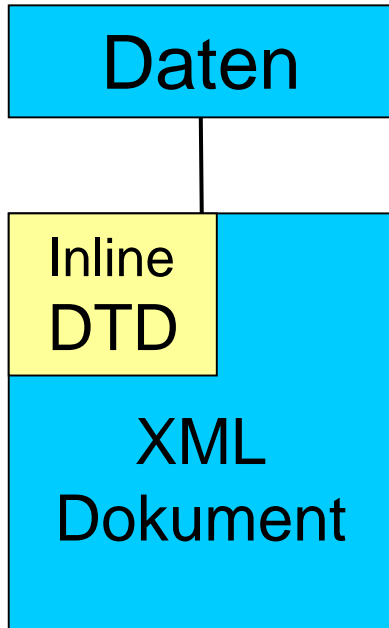 Daten
Inline
DTD
XML
Dokument